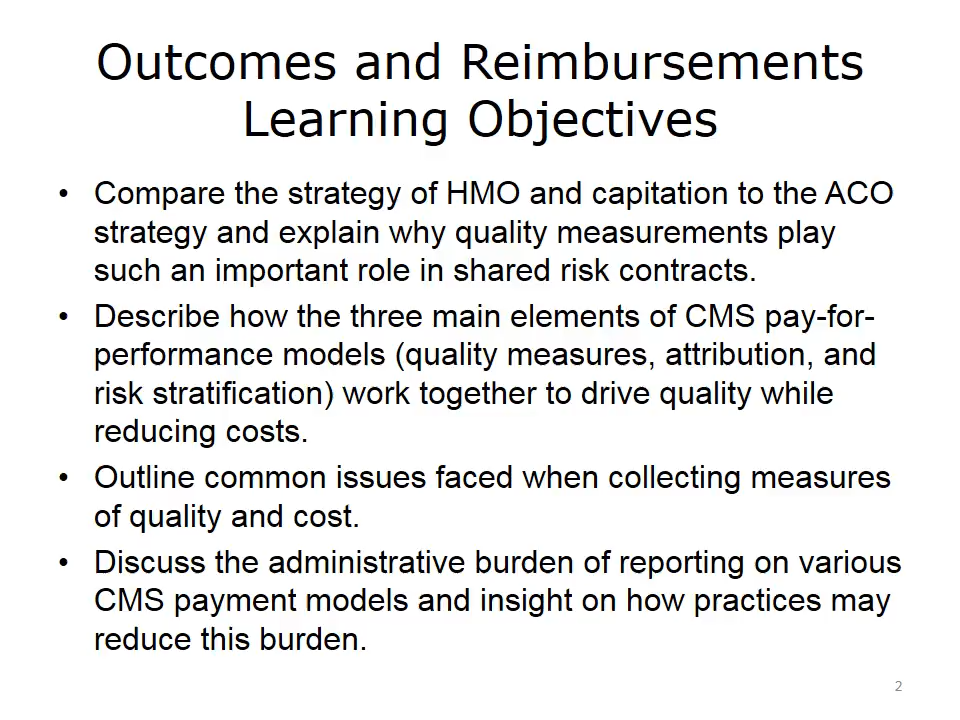 Outcomes and Reimbursements
Learning Objectives
• Compare the strategy of HMO and capitation to the ACO
strategy and explain why quality measurements play
such an important role in shared risk contracts.
• Describe how the three main elements of CMS pay-for-
performance models (quality measures, attribution, and
risk stratification) work together to drive quality while
reducing costs.
• Outline common issues faced when collecting measures
of quality and cost.
• Discuss the administrative burden of reporting on various
CMS payment models and insight on how practices may
reduce this burden.
2